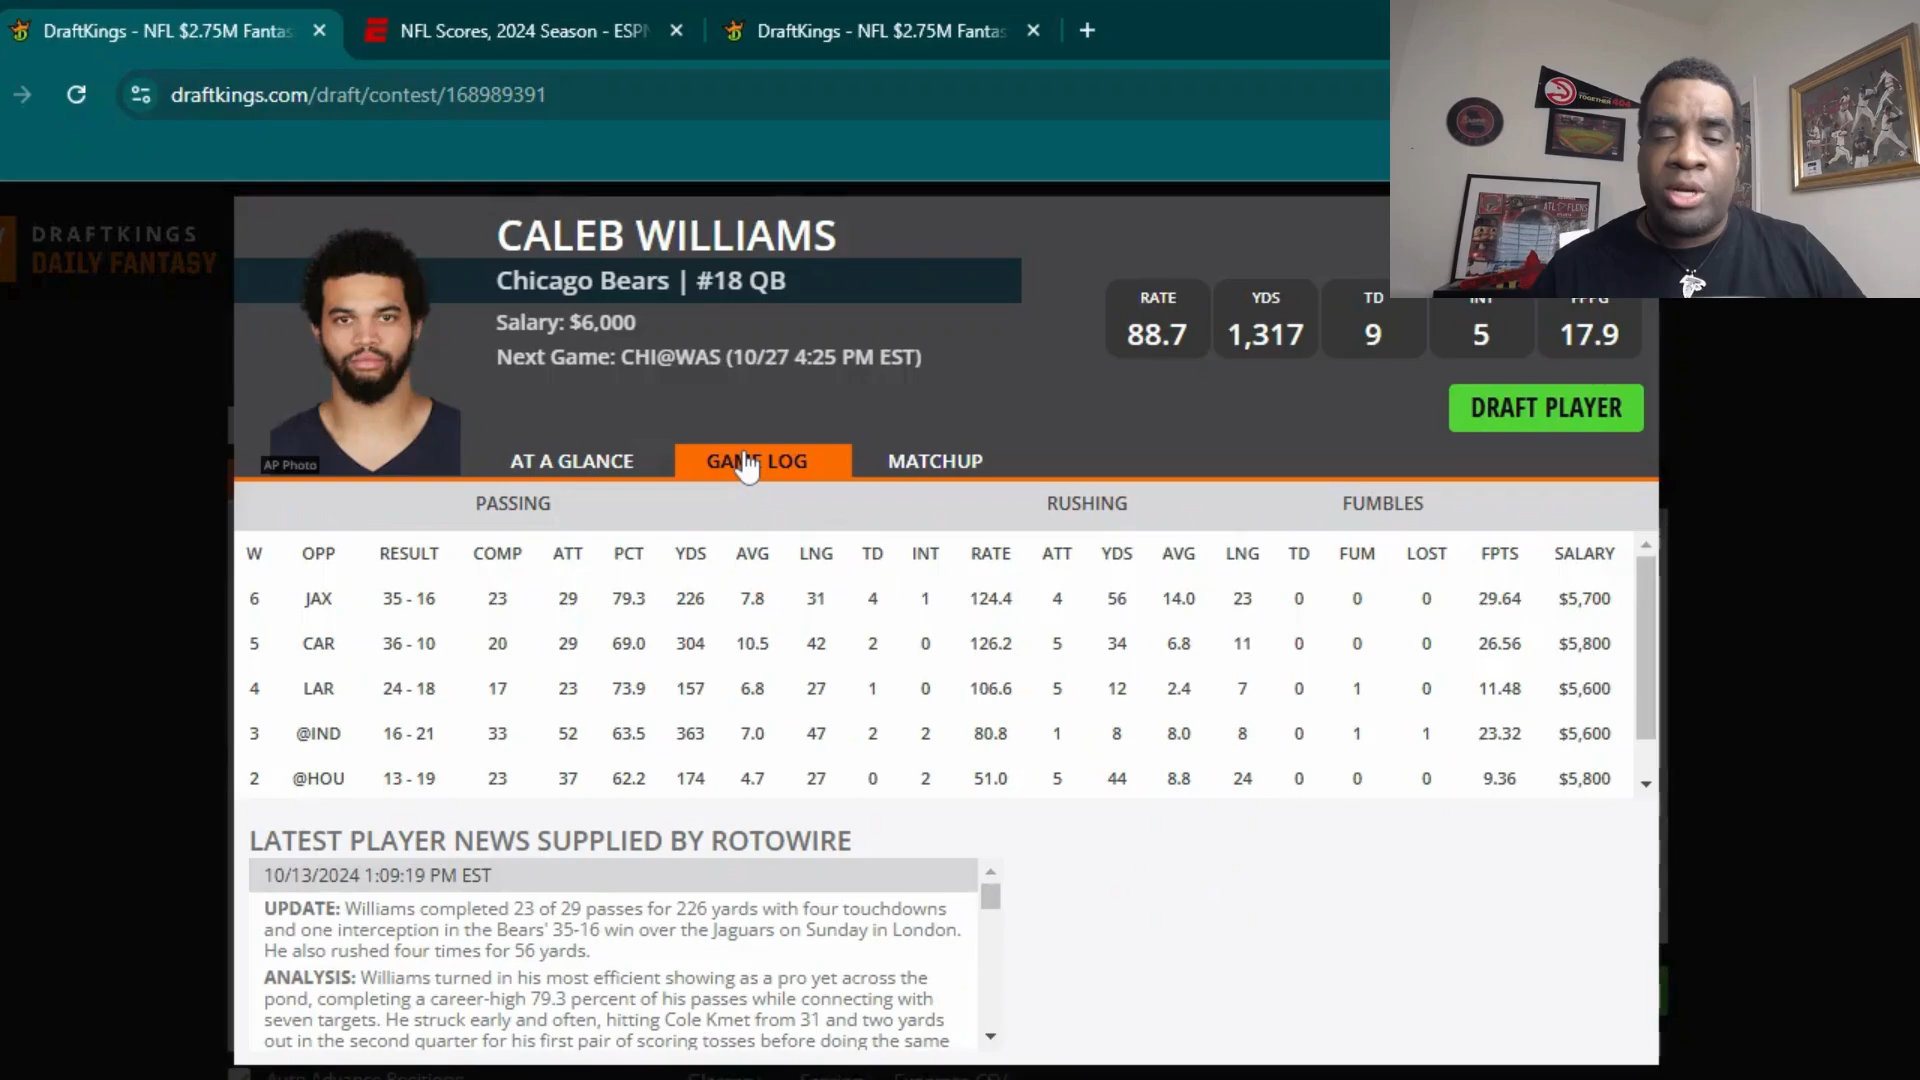 DraftKings - NFL $2.75M Fantas
NFL Scores, 2024 Season - ESPN
DraftKings - NFL $2.75M Fantas
draftkings.com/draft/contest/168989391
DRAFTKINGS
DAILY FANTASY
CALEB WILLIAMS
Chicago Bears | #18 QB
Salary: $6,000
Next Game: CHI@WAS (10/27 4:25 PM EST)
AP Photo
RATE YDS TD INT FPPG
88.7 1,317 9 5 17.9
DRAFT PLAYER
AT A GLANCE GAME LOG MATCHUP
PASSING RUSHING FUMBLES
W OPP RESULT COMP ATT PCT YDS AVG LNG TD INT RATE ATT YDS AVG LNG TD FUM LOST FPTS SALARY
6 JAX 35 - 16 23 29 79.3 226 7.8 31 4 1 124.4 4 56 14.0 23 0 0 0 29.64 $5,700
5 CAR 36 - 10 20 29 69.0 304 10.5 42 2 0 126.2 5 34 6.8 11 0 0 0 26.56 $5,800
4 LAR 24 - 18 17 23 73.9 157 6.8 27 1 0 106.6 5 12 2.4 7 0 1 0 11.48 $5,600
3 @IND 16 - 21 33 52 63.5 363 7.0 47 2 2 80.8 1 8 8.0 8 0 1 1 23.32 $5,600
2 @HOU 13 - 19 23 37 62.2 174 4.7 27 0 2 51.0 5 44 8.8 24 0 0 0 9.36 $5,800
LATEST PLAYER NEWS SUPPLIED BY ROTOWIRE
10/13/2024 1:09:19 PM EST
UPDATE: Williams completed 23 of 29 passes for 226 yards with four touchdowns
and one interception in the Bears' 35-16 win over the Jaguars on Sunday in London.
He also rushed four times for 56 yards.
ANALYSIS: Williams turned in his most efficient showing as a pro yet across the
pond, completing a career-high 79.3 percent of his passes while connecting with
seven targets. He struck early and often, hitting Cole Kmet from 31 and two yards
out in the second quarter for his first pair of scoring tosses before doing the same
Auto Advance Positions